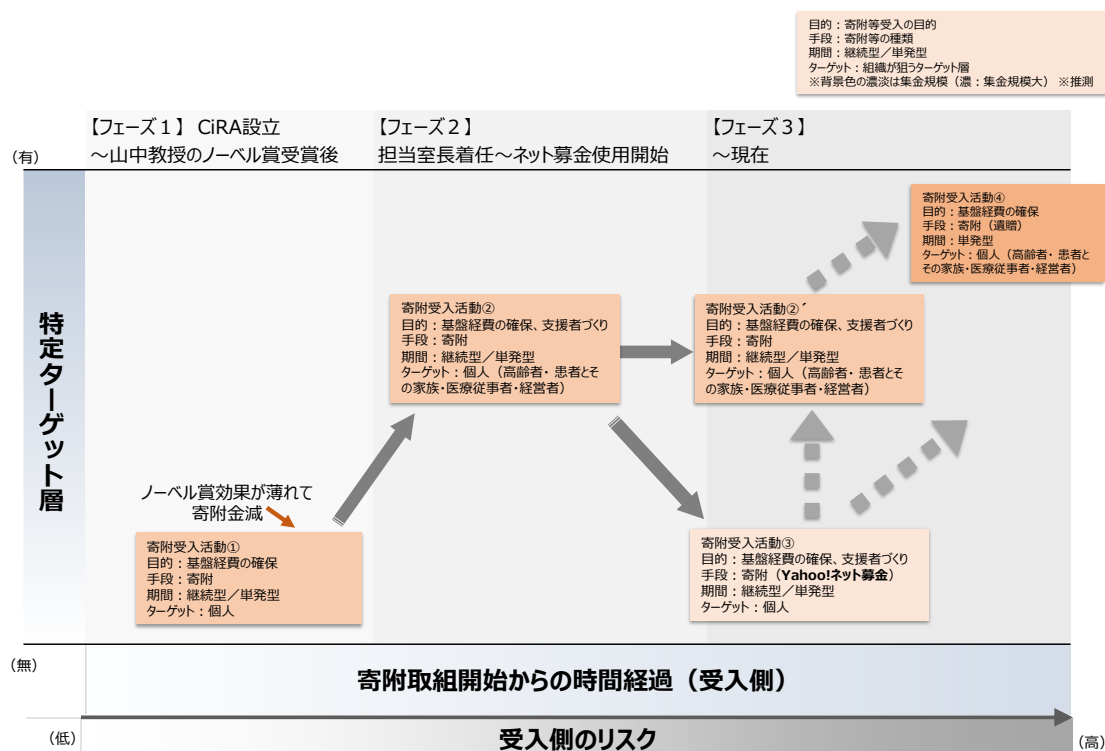 目的：寄附等受入の目的
手段：寄附等の種類
期間：継続型／単発型
ターゲット：組織が狙うターゲット層
※背景色の濃淡は集金規模（濃：集金規模大） ※推測
【フェーズ１】 CiRA設立
～山中教授のノーベル賞受賞後
【フェーズ２】
担当室長着任～ネット募金使用開始
【フェーズ３】
～現在
（有）
特定ターゲット層
寄附受入活動④
目的：基盤経費の確保
手段：寄附（遺贈）
期間：単発型
ターゲット：個人（高齢者・患者と
その家族・医療従事者・経営者）
寄附受入活動②
目的：基盤経費の確保、支援者づくり
手段：寄附
期間：継続型／単発型
ターゲット：個人（高齢者・患者とそ
の家族・医療従事者・経営者）
寄附受入活動②´
目的：基盤経費の確保、支援者づくり
手段：寄附
期間：継続型／単発型
ターゲット：個人（高齢者・患者とそ
の家族・医療従事者・経営者）
ノーベル賞効果が薄れて
寄附金減
寄附受入活動①
目的：基盤経費の確保
手段：寄附
期間：継続型／単発型
ターゲット：個人
寄附受入活動③
目的：基盤経費の確保、支援者づくり
手段：寄附（Yahoo!ネット募金）
期間：継続型／単発型
ターゲット：個人
（無）
寄附取組開始からの時間経過（受入側）
（低）
受入側のリスク
（高）